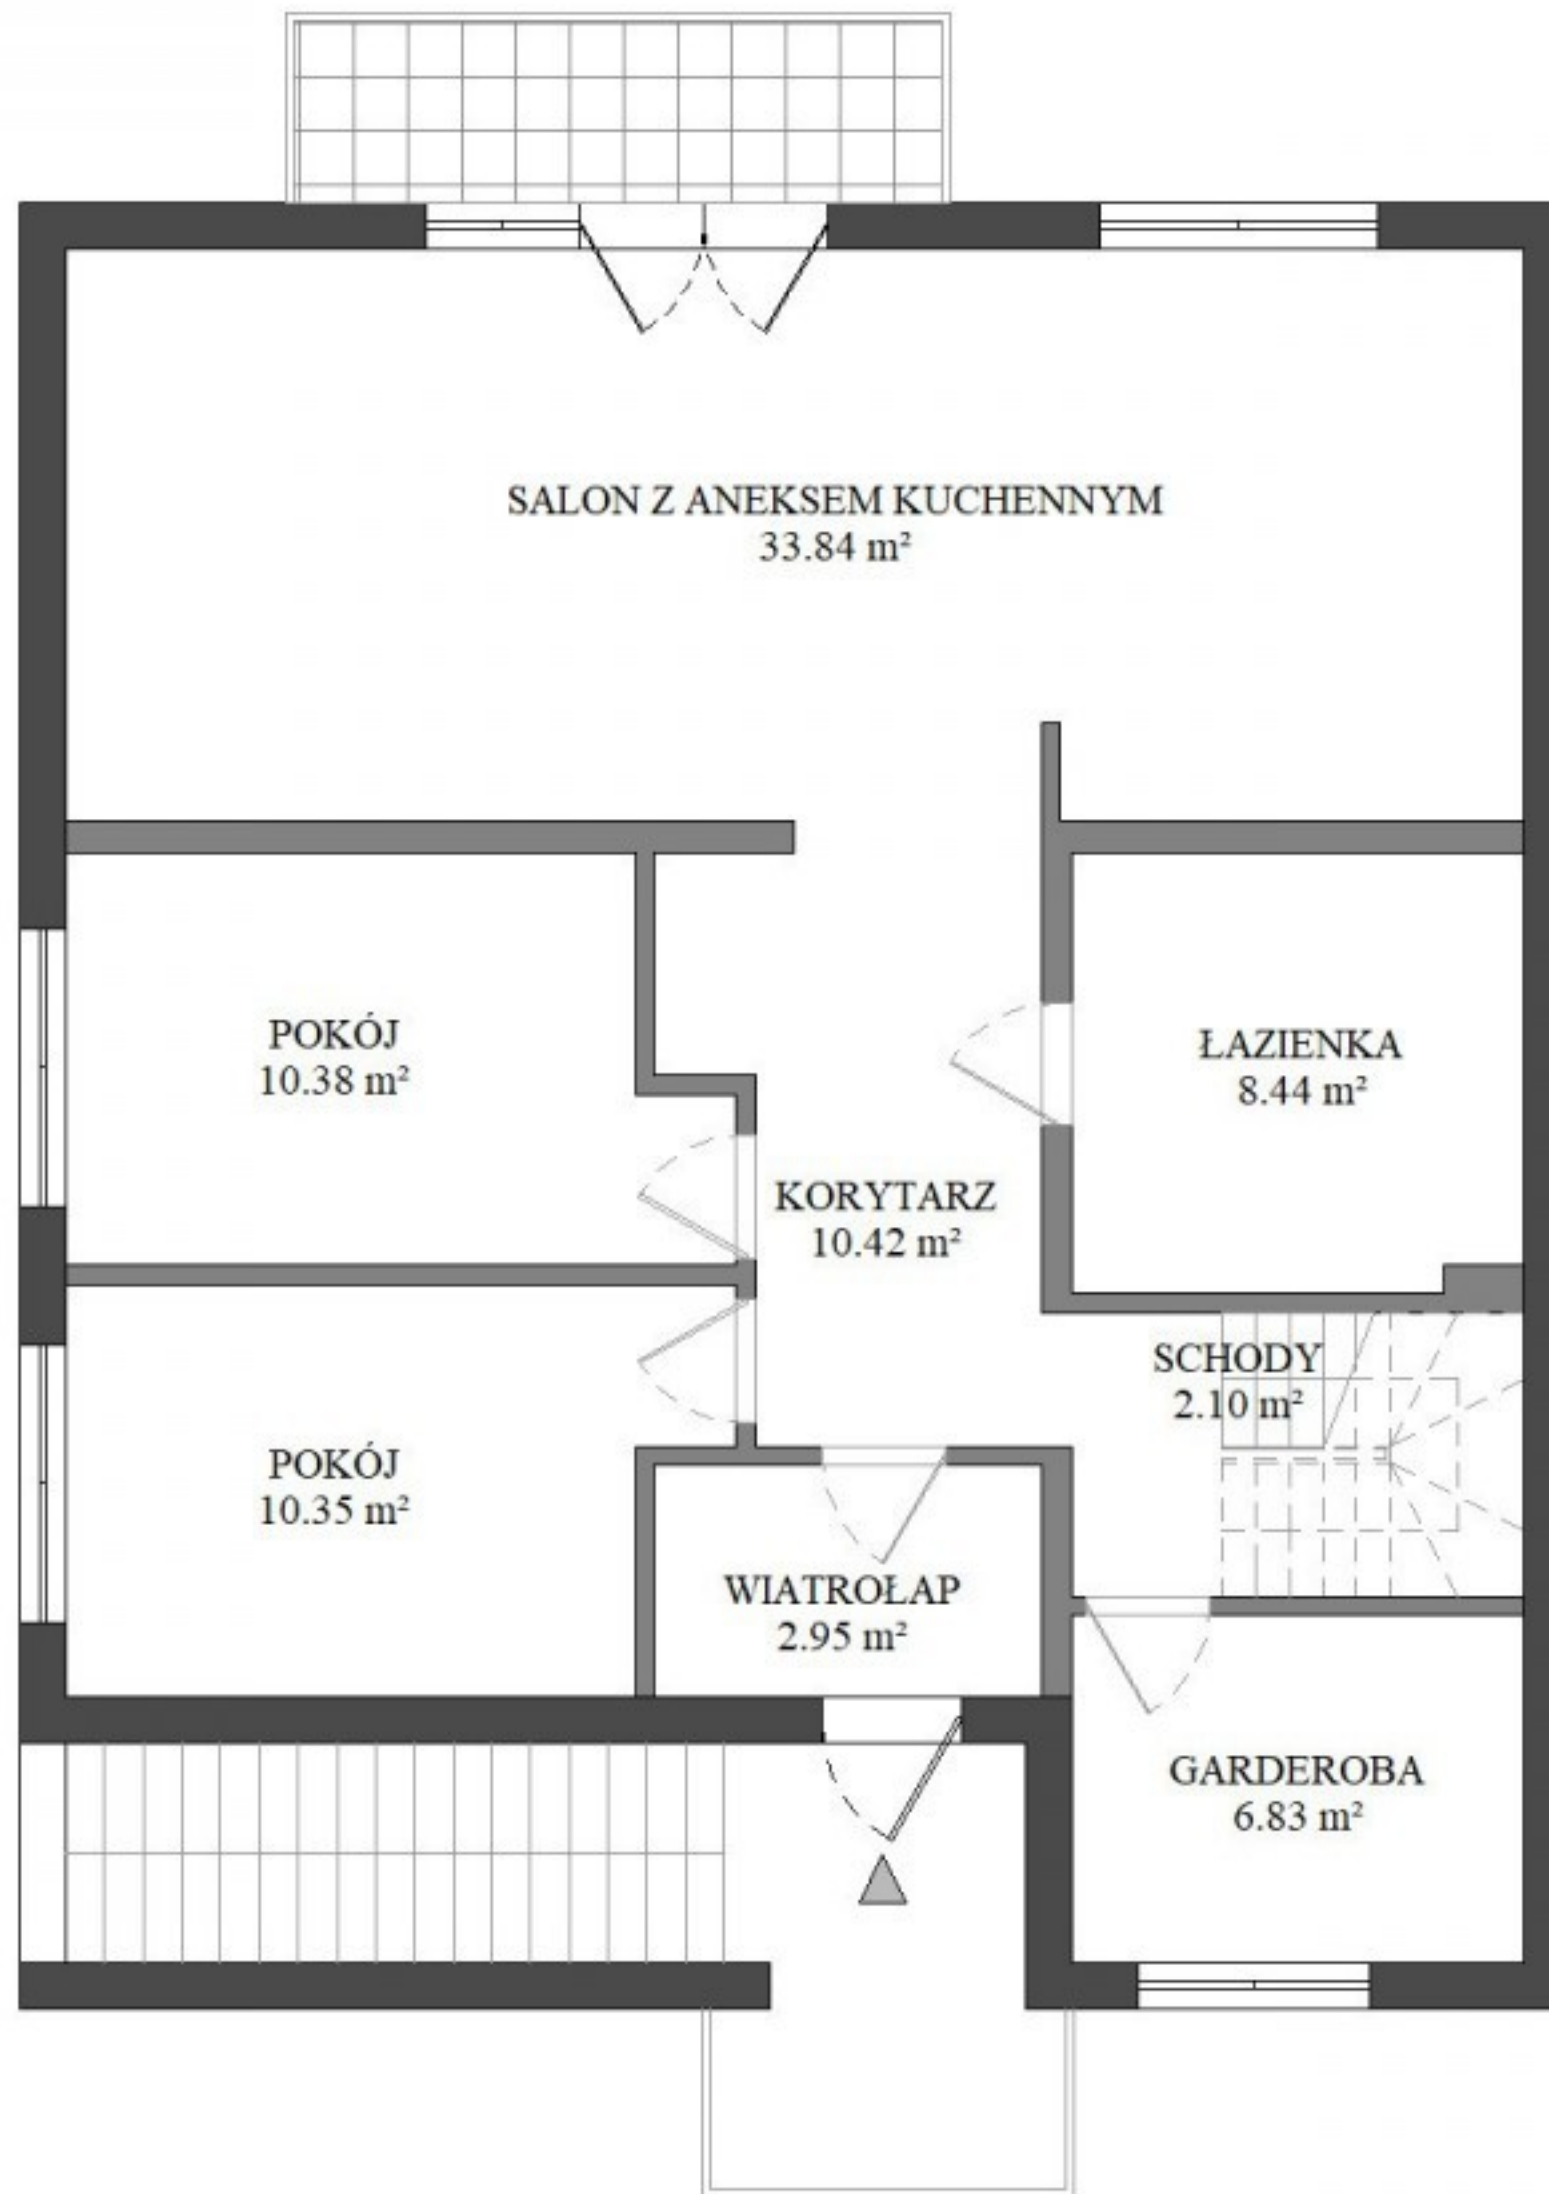 SALON Z ANEKSEM KUCHENNYM
33.84 m²
POKÓJ
10.38 m²
ŁAZIENKA
8.44 m²
KORYTARZ
10.42 m²
SCHODY
2.10 m²
POKÓJ
10.35 m²
WIATROŁAP
2.95 m²
GARDEROBA
6.83 m²